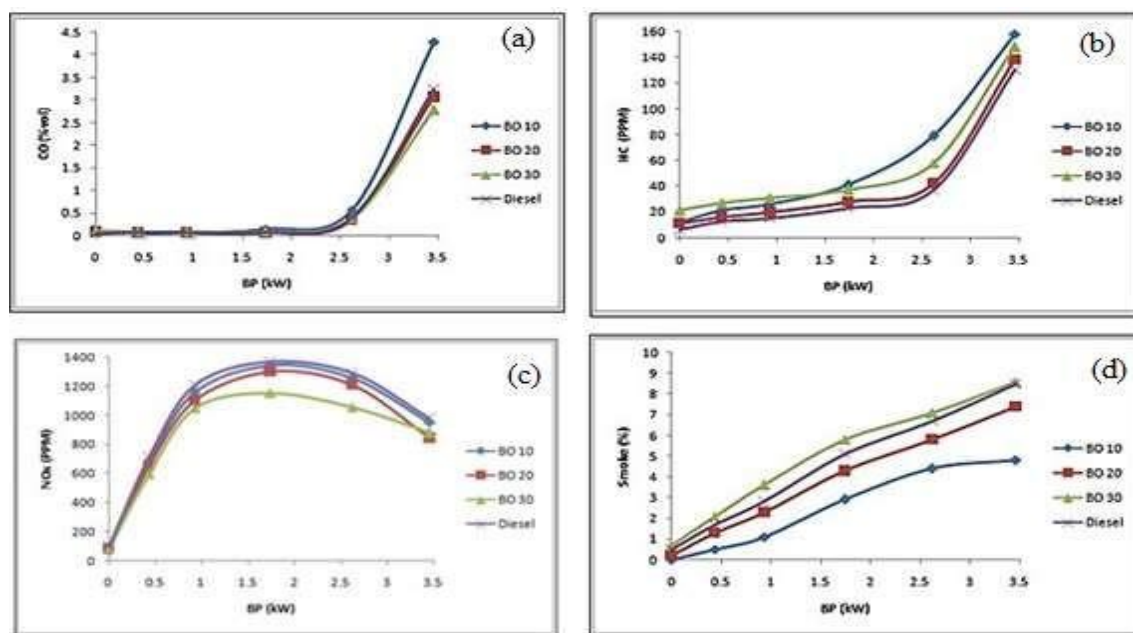 (a)
4.5
4
3.5
3
2.5
2
1.5
1
0.5
0
CO (%vol)
0 0.5 1 1.5 2 2.5 3 3.5
BP (kW)
BO 10
BO 20
BO 30
Diesel
(b)
160
140
120
100
80
60
40
20
0
HC (PPM)
0 0.5 1 1.5 2 2.5 3 3.5
BP (kW)
BO 10
BO 20
BO 30
Diesel
(c)
1400
1200
1000
800
600
400
200
0
NOx (PPM)
0 0.5 1 1.5 2 2.5 3 3.5
BP (kW)
BO 10
BO 20
BO 30
Diesel
(d)
10
9
8
7
6
5
4
3
2
1
0
Smoke (%)
0 0.5 1 1.5 2 2.5 3 3.5
BP (kW)
BO 10
BO 20
BO 30
Diesel